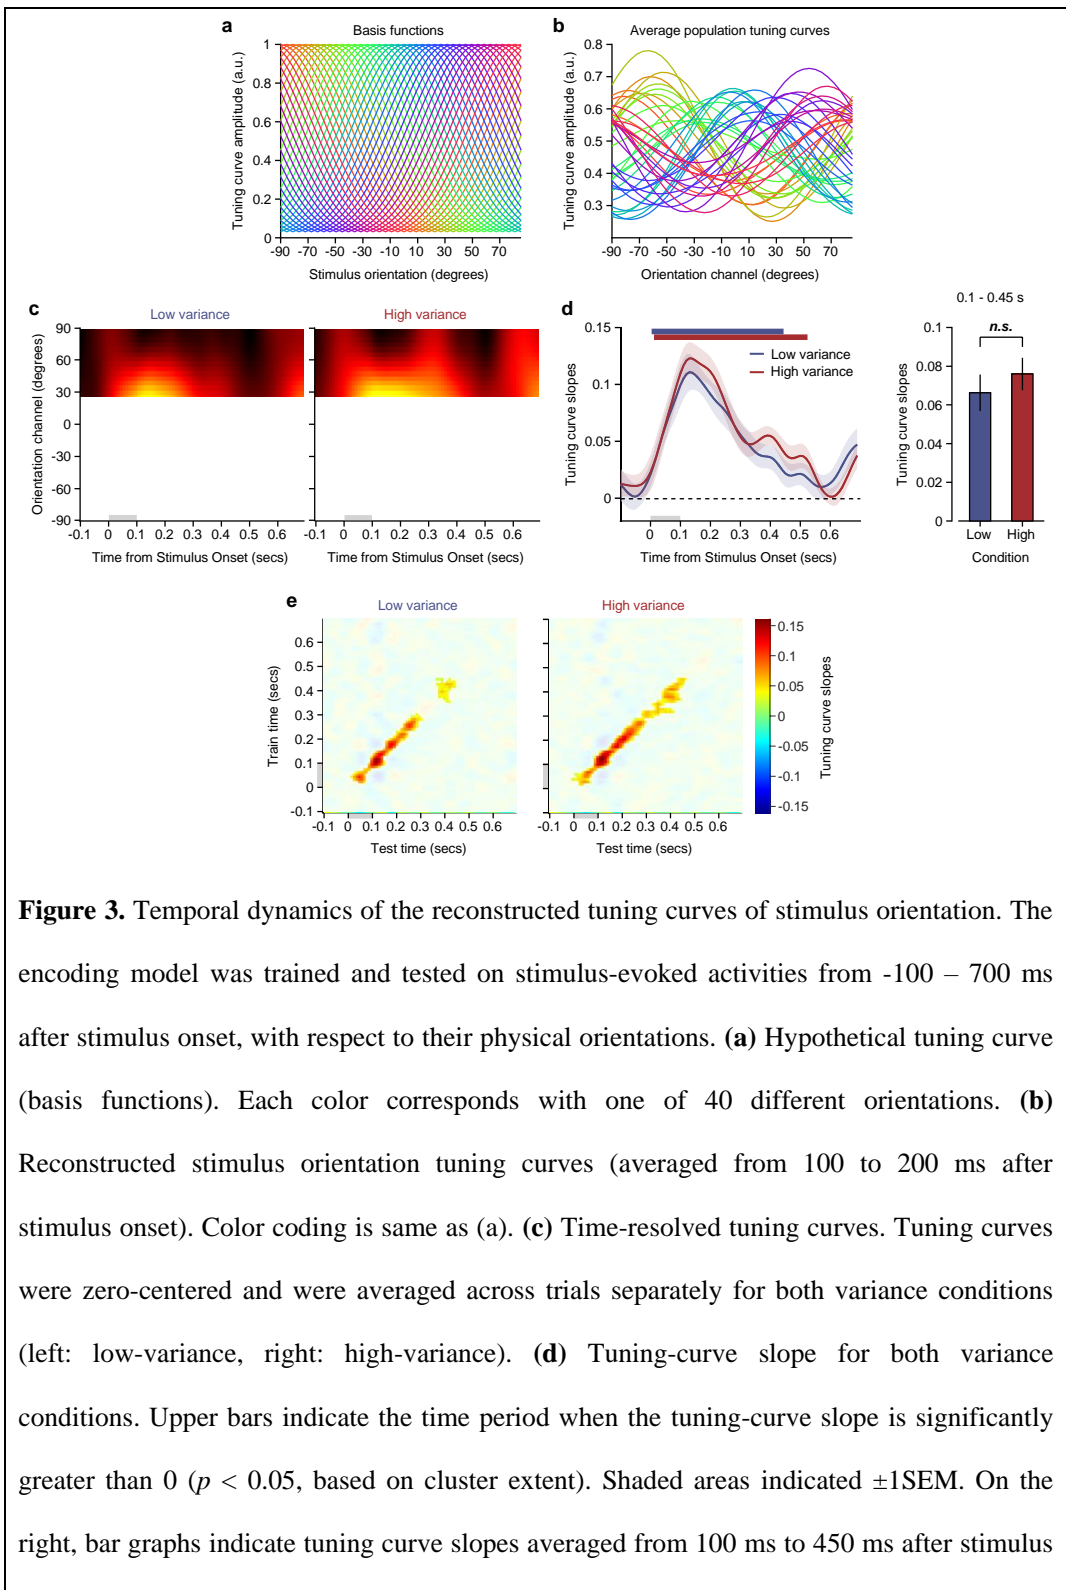 a
Basis functions
Tuning curve amplitude (a.u.)
1
0.8
0.6
0.4
0.2
0
-90 -70 -50 -30 -10 10 30 50 70
Stimulus orientation (degrees)
b
Average population tuning curves
Tuning curve amplitude (a.u.)
0.8
0.7
0.6
0.5
0.4
0.3
-90 -70 -50 -30 -10 10 30 50 70
Orientation channel (degrees)
c
Low variance
High variance
Orientation channel (degrees)
90
60
30
0
-30
-60
-90
-0.1 0 0.1 0.2 0.3 0.4 0.5 0.6
Time from Stimulus Onset (secs)
-0.1 0 0.1 0.2 0.3 0.4 0.5 0.6
Time from Stimulus Onset (secs)
d
Tuning curve slopes
0.15
0.1
0.05
0
Low variance
High variance
0 0.1 0.2 0.3 0.4 0.5 0.6
Time from Stimulus Onset (secs)
0.1 - 0.45 s
n.s.
Tuning curve slopes
0.1
0.08
0.06
0.04
0.02
0
Low High
Condition
e
Low variance
High variance
Train time (secs)
0.6
0.5
0.4
0.3
0.2
0.1
0
-0.1
-0.1 0 0.1 0.2 0.3 0.4 0.5 0.6
Test time (secs)
-0.1 0 0.1 0.2 0.3 0.4 0.5 0.6
Test time (secs)
0.15
0.1
0.05
0
-0.05
-0.1
-0.15
Tuning curve slopes
Figure 3. Temporal dynamics of the reconstructed tuning curves of stimulus orientation. The
encoding model was trained and tested on stimulus-evoked activities from -100 – 700 ms
after stimulus onset, with respect to their physical orientations. (a) Hypothetical tuning curve
(basis functions). Each color corresponds with one of 40 different orientations. (b)
Reconstructed stimulus orientation tuning curves (averaged from 100 to 200 ms after
stimulus onset). Color coding is same as (a). (c) Time-resolved tuning curves. Tuning curves
were zero-centered and were averaged across trials separately for both variance conditions
(left: low-variance, right: high-variance). (d) Tuning-curve slope for both variance
conditions. Upper bars indicate the time period when the tuning-curve slope is significantly
greater than 0 (p < 0.05, based on cluster extent). Shaded areas indicated ±1SEM. On the
right, bar graphs indicate tuning curve slopes averaged from 100 ms to 450 ms after stimulus